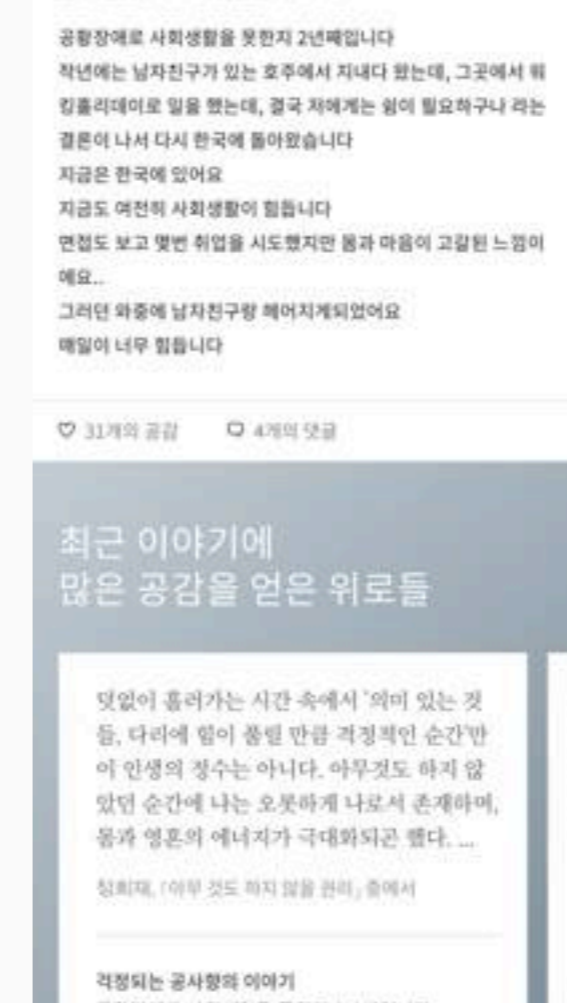 공황장애로 사회생활을 못한지 2년째입니다
작년에는 남자친구가 있는 호주에서 지내다 왔는데, 그곳에서 워
킹홀리데이로 일을 했는데, 결국 저에게는 쉼이 필요하구나 라는
결론이 나서 다시 한국에 돌아왔습니다
지금은 한국에 있어요
지금도 여전히 사회생활이 힘듭니다
면접도 보고 몇번 취업을 시도했지만 몸과 마음이 고갈된 느낌이
에요..
그러던 와중에 남자친구랑 헤어지게되었어요
매일이 너무 힘듭니다
31개의 공감 4개의 댓글
최근 이야기에
많은 공감을 얻은 위로들
덧없이 흘러가는 시간 속에서 '의미 있는 것
들, 다리에 힘이 풀릴 만큼 격정적인 순간'만
이 인생의 정수는 아니다. 아무것도 하지 않
았던 순간에 나는 오롯하게 나로서 존재하며,
몸과 영혼의 에너지가 극대화되곤 했다. ...
정희재, 「아무 것도 하지 않을 권리」 중에서
걱정되는 공사향의 이야기